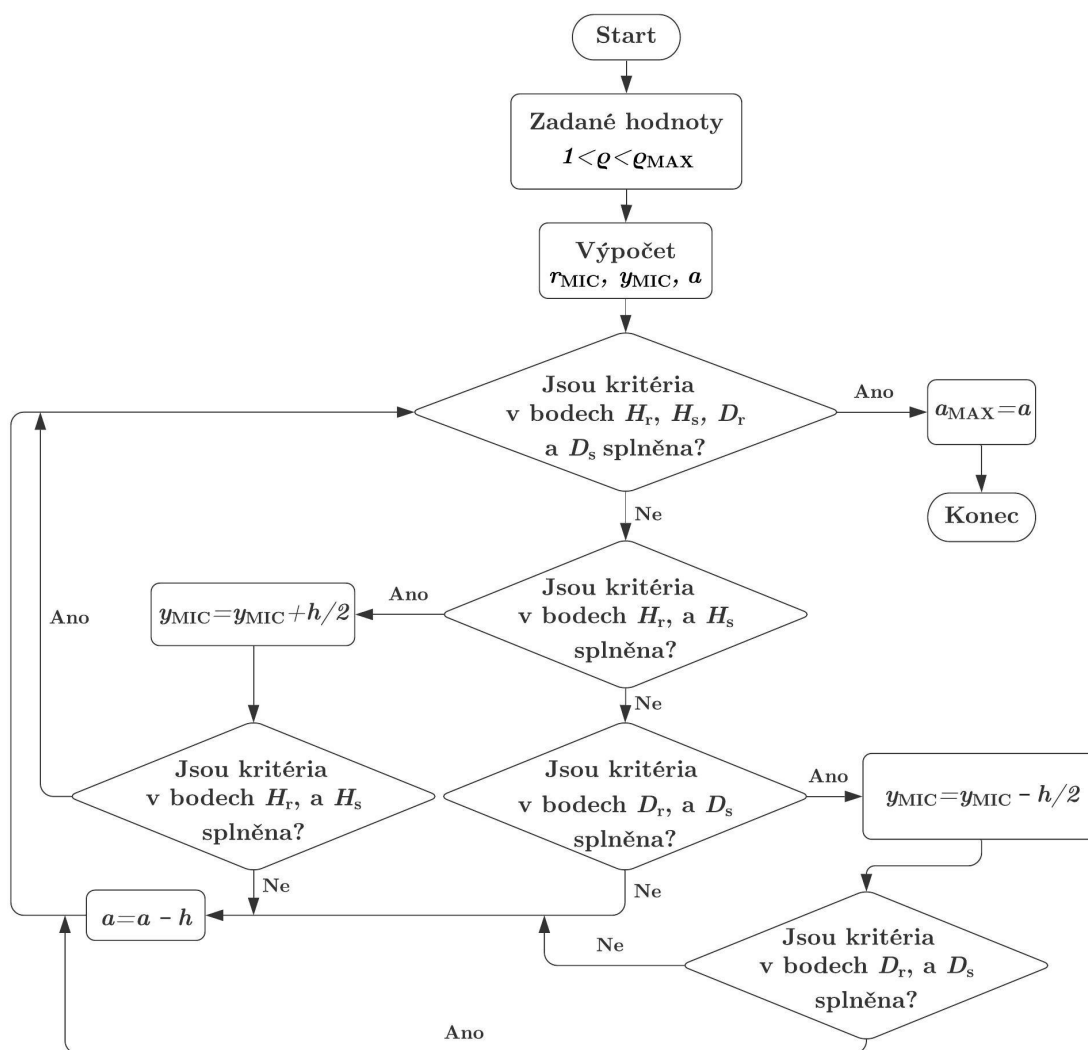 Start
Zadané hodnoty
1<ϱ<ϱMAX
Výpočet
rMIC, yMIC, a
Jsou kritéria
v bodech Hr, Hs, Dr
a Ds splněna?
Ano
aMAX=a
Konec
Ne
Jsou kritéria
v bodech Hr, a Hs
splněna?
Ano
yMIC=yMIC+h/2
Ano
Ne
Jsou kritéria
v bodech Hr, a Hs
splněna?
Jsou kritéria
v bodech Dr, a Ds
splněna?
Ano
yMIC=yMIC - h/2
Ne
Ne
a=a - h
Ne
Jsou kritéria
v bodech Dr, a Ds
splněna?
Ano